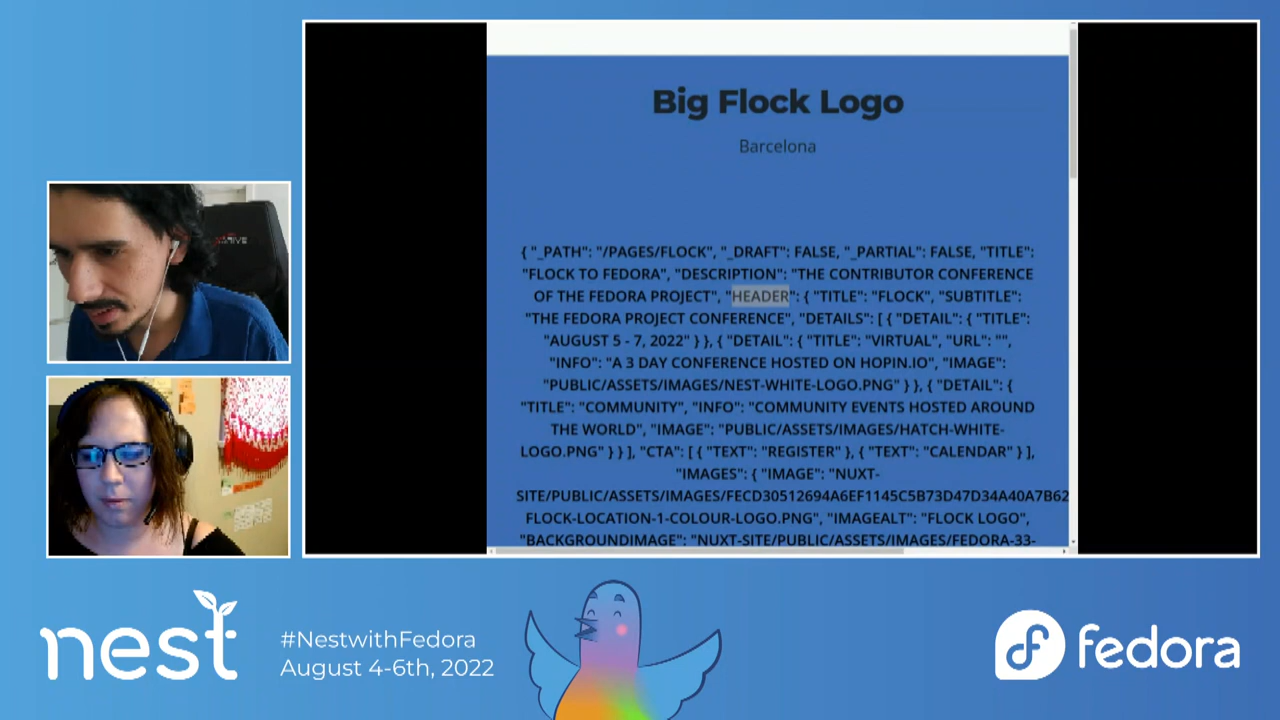 Big Flock Logo
Barcelona
{ "_PATH": "/PAGES/FLOCK", "_DRAFT": FALSE, "_PARTIAL": FALSE, "TITLE":
"FLOCK TO FEDORA", "DESCRIPTION": "THE CONTRIBUTOR CONFERENCE
OF THE FEDORA PROJECT", "HEADER": { "TITLE": "FLOCK", "SUBTITLE":
"THE FEDORA PROJECT CONFERENCE", "DETAILS": [ { "DETAIL": { "TITLE":
"AUGUST 5 - 7, 2022" } }, { "DETAIL": { "TITLE": "VIRTUAL", "URL": "",
"INFO": "A 3 DAY CONFERENCE HOSTED ON HOPIN.IO", "IMAGE":
"PUBLIC/ASSETS/IMAGES/NEST-WHITE-LOGO.PNG" } }, { "DETAIL": {
"TITLE": "COMMUNITY", "INFO": "COMMUNITY EVENTS HOSTED AROUND
THE WORLD", "IMAGE": "PUBLIC/ASSETS/IMAGES/HATCH-WHITE-
LOGO.PNG" } } ], "CTA": [ { "TEXT": "REGISTER" }, { "TEXT": "CALENDAR" } ],
"IMAGES": { "IMAGE": "NUXT-
SITE/PUBLIC/ASSETS/IMAGES/FECD30512694A6EF1145C5B73D47D34A40A7B62
FLOCK-LOCATION-1-COLOUR-LOGO.PNG", "IMAGEALT": "FLOCK LOGO",
"BACKGROUNDIMAGE": "NUXT-SITE/PUBLIC/ASSETS/IMAGES/FEDORA-33-
nest
#NestwithFedora
August 4-6th, 2022
fedora